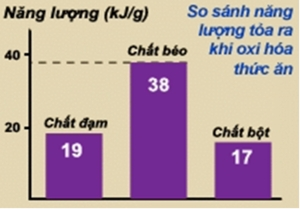 Năng lượng (kJ/g)
So sánh năng
lượng tỏa ra
khi oxi hóa
thức ăn
40
Chất béo
38
20
Chất đạm
19
Chất bột
17